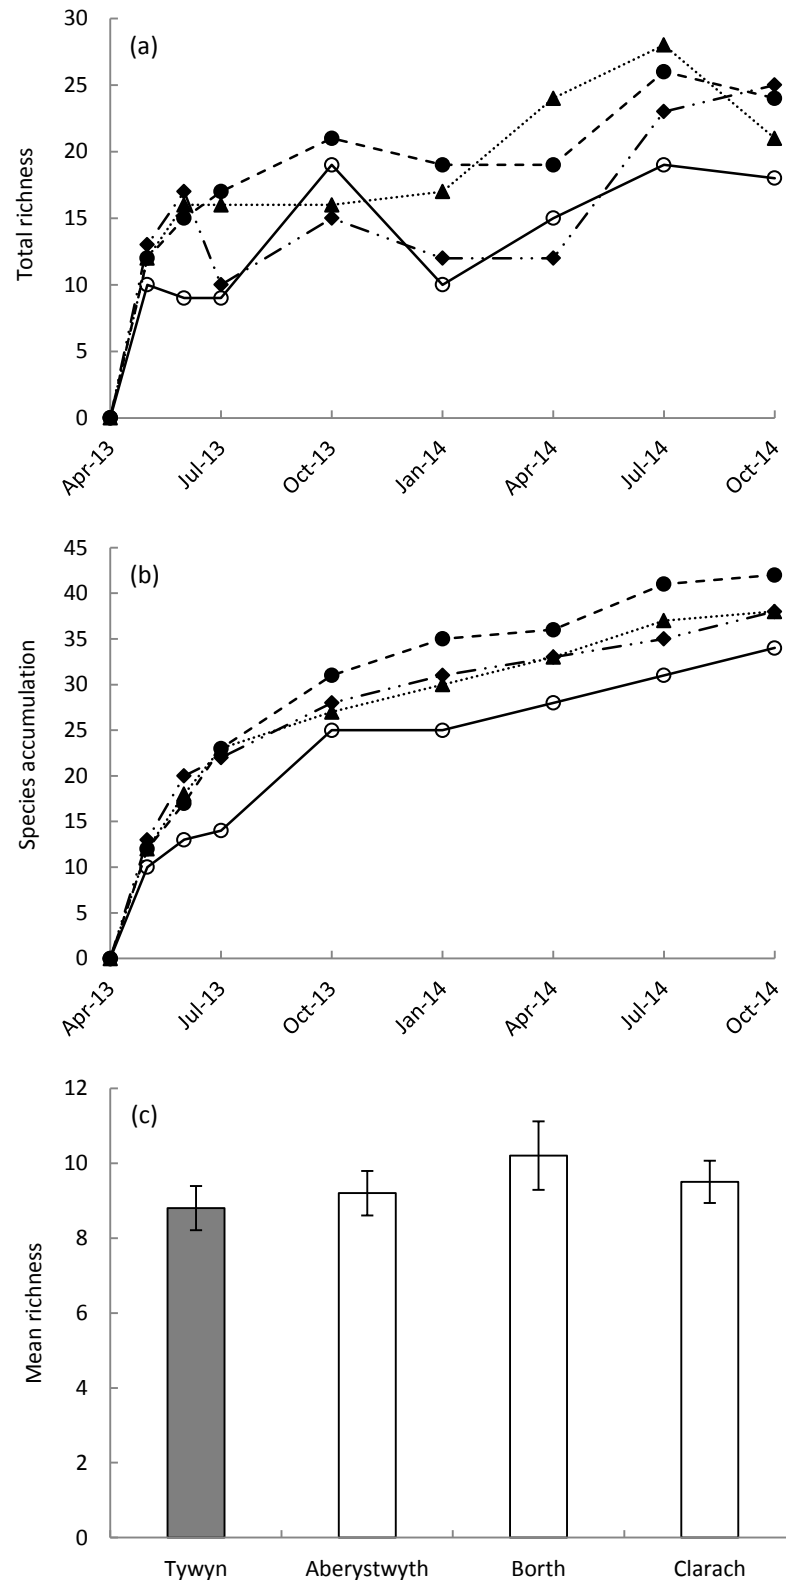 (a)
Total richness
30
25
20
15
10
5
0
Apr-13 Jul-13 Oct-13 Jan-14 Apr-14 Jul-14 Oct-14
(b)
Species accumulation
45
40
35
30
25
20
15
10
5
0
Apr-13 Jul-13 Oct-13 Jan-14 Apr-14 Jul-14 Oct-14
(c)
Mean richness
12
10
8
6
4
2
0
Tywyn Aberystwyth Borth Clarach